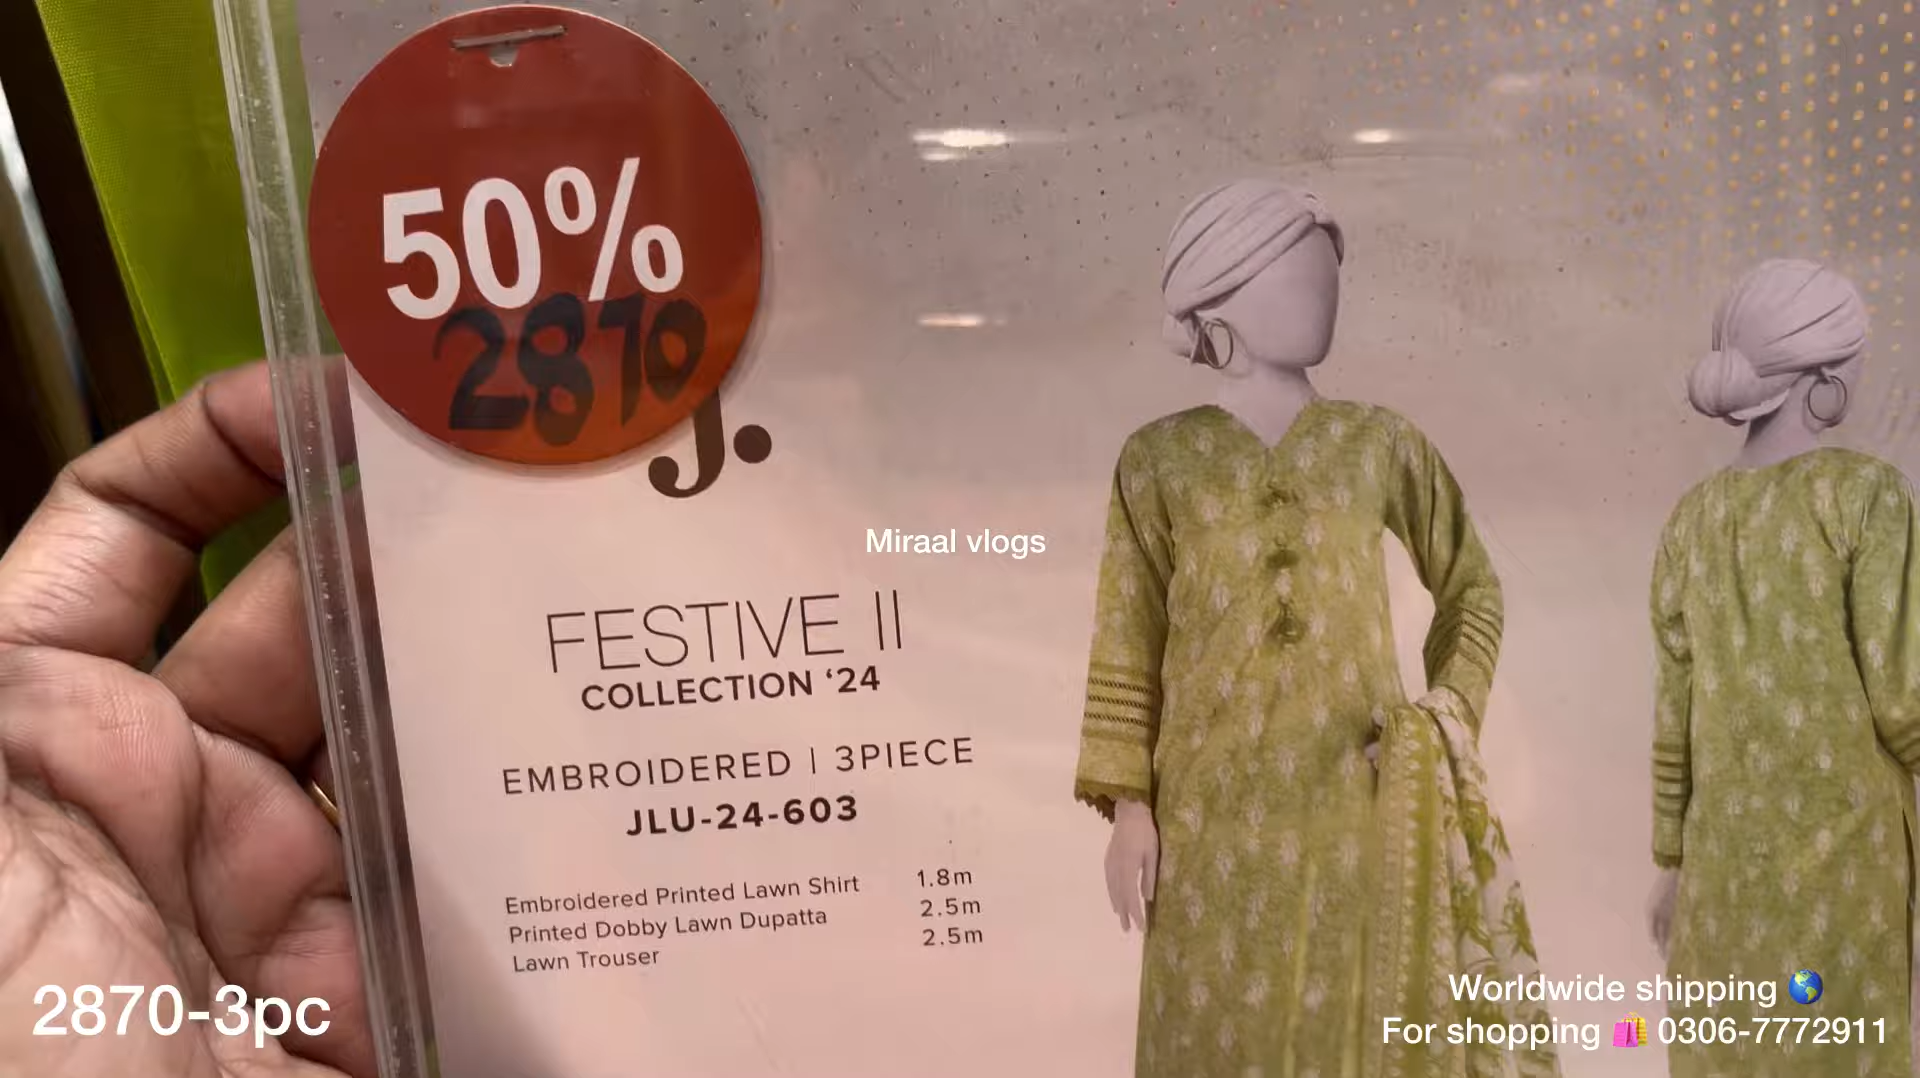 50%
2870
J.
Miraal vlogs
FESTIVE II
COLLECTION ‘24
EMBROIDERED | 3PIECE
JLU-24-603
Embroidered Printed Lawn Shirt 1.8m
Printed Dobby Lawn Dupatta 2.5m
Lawn Trouser 2.5m
2870-3pc
Worldwide shipping 🌎
For shopping 🛍️ 0306-7772911